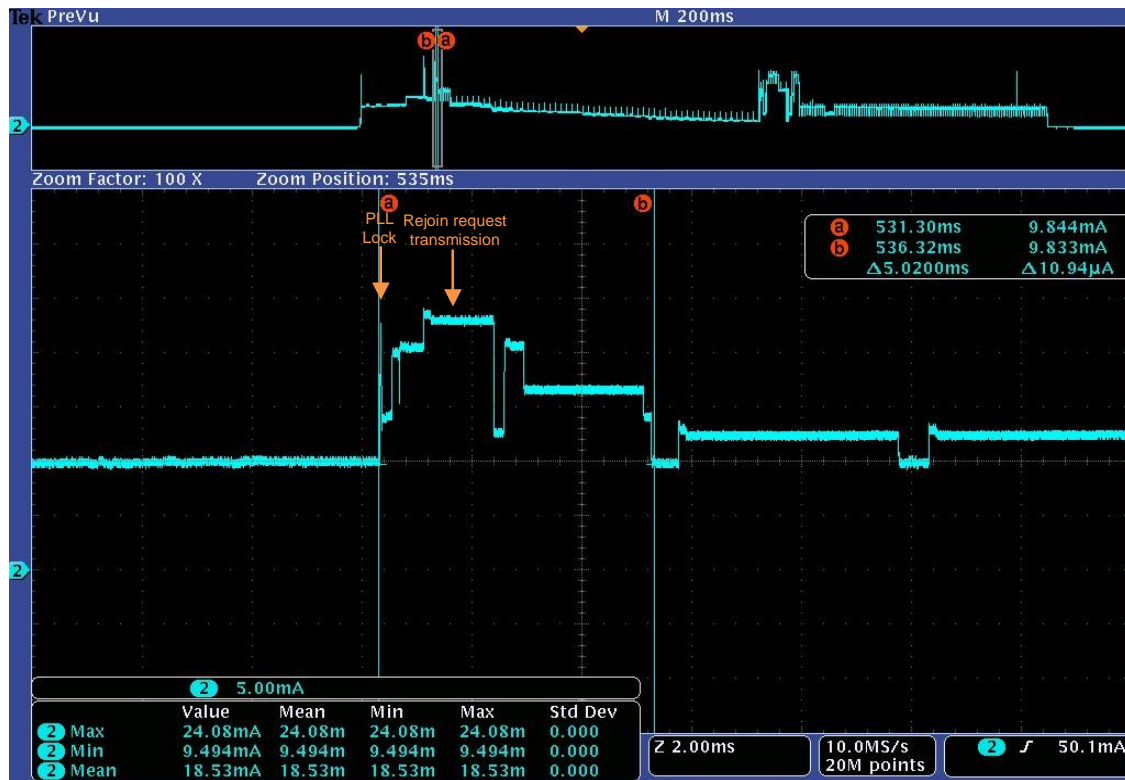 Tek PreVu M 200ms
b a
2
Zoom Factor: 100 X Zoom Position: 535ms
a b
PLL Lock
Rejoin request transmission
a 531.30ms 9.844mA
b 536.32ms 9.833mA
Δ5.0200ms Δ10.94µA
2
2 5.00mA
Value Mean Min Max Std Dev
2 Max 24.08mA 24.08m 24.08m 24.08m 0.000
2 Min 9.494mA 9.494m 9.494m 9.494m 0.000
2 Mean 18.53mA 18.53m 18.53m 18.53m 0.000
Z 2.00ms
10.0MS/s
20M points
2 50.1mA